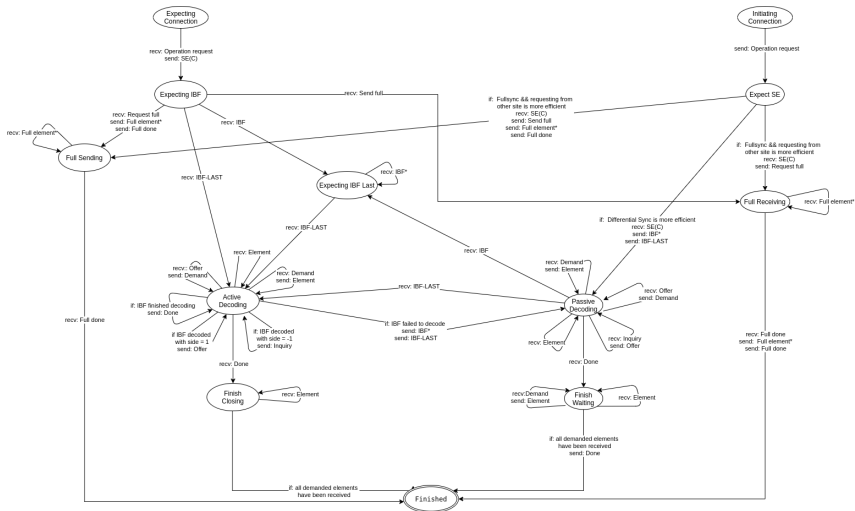 Expecting
Connection
Initiating
Connection
recv: Operation request
send: SE(C)
send: Operation request
Expecting IBF
recv: Send full
Expect SE
if:  Fullsync && requesting from
other site is more efficient
recv: SE(C)
send: Send full
send: Full element*
send: Full done
recv: Request full
send: Full element*
send: Full done
recv: IBF
recv: Full element*
Full Sending
if:  Fullsync && requesting from
other site is more efficient
recv: SE(C)
send: Request full
recv: IBF-LAST
Expecting IBF Last
recv: IBF*
Full Receiving
recv: Full element*
recv: IBF-LAST
if:  Differential Sync is more efficient
recv: SE(C)
send: IBF*
send: IBF-LAST
recv: IBF
recv: Element
recv:: Offer
send: Demand
recv: Demand
send: Element
recv: Demand
send: Element
recv: IBF-LAST
recv: Offer
send: Demand
Active
Decoding
Passive
Decoding
if: IBF finished decoding
send: Done
if IBF decoded
with side = 1
send: Offer
if: IBF decoded
with side = -1
send: Inquiry
if: IBF failed to decode
send: IBF*
send: IBF-LAST
recv: Element
recv: Inquiry
send: Offer
recv: Full done
recv: Full done
send:  Full element*
send: Full done
recv: Done
recv: Done
Finish
Closing
recv: Element
recv:Demand
send: Element
Finish
Waiting
recv: Element
if: all demanded elements
have been received
send: Done
if: all demanded elements
have been received
Finished